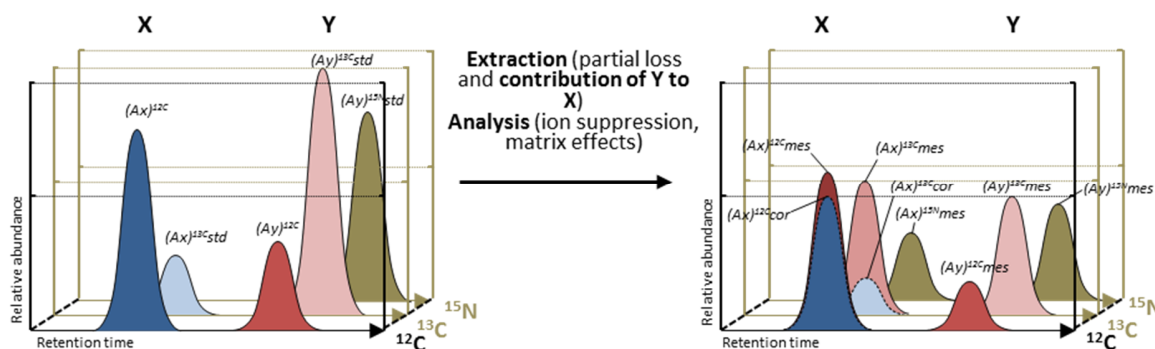 X Y
(Ax)¹²ᶜ
(Ax)¹³ᶜstd
(Ay)¹²ᶜ
(Ay)¹³ᶜstd
(Ay)¹⁵ᴺstd
Relative abundance
Retention time
¹²C
¹³C
¹⁵N
Extraction (partial loss
and contribution of Y to
X)
Analysis (ion suppression,
matrix effects)
X Y
(Ax)¹²ᶜmes
(Ax)¹³ᶜmes
(Ax)¹³ᶜcor
(Ax)¹²ᶜcor
(Ax)¹⁵ᴺmes
(Ay)¹³ᶜmes
(Ay)¹⁵ᴺmes
(Ay)¹²ᶜmes
Relative abundance
Retention time
¹²C
¹³C
¹⁵N